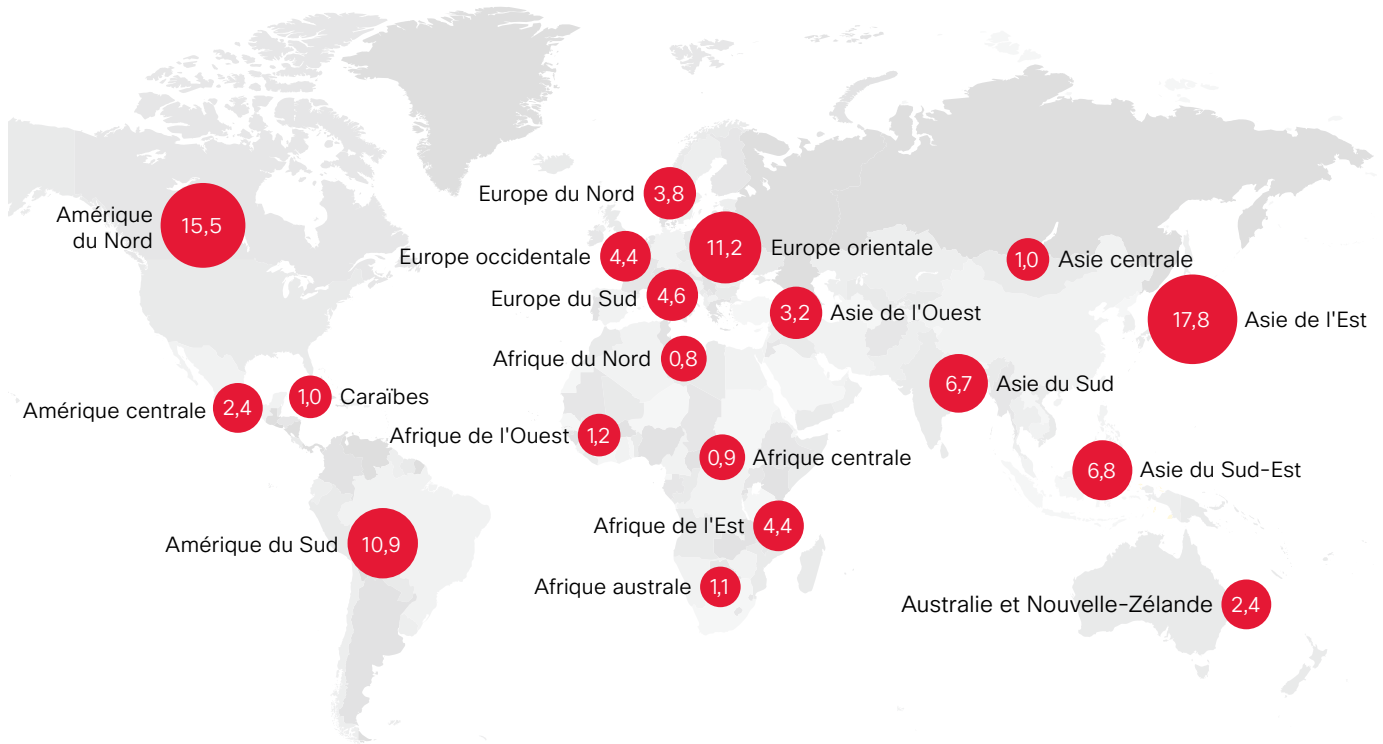 Amérique
du Nord
15,5
Europe du Nord
3,8
Europe occidentale
4,4
11,2
Europe orientale
Europe du Sud
4,6
1,0
Asie centrale
3,2
Asie de l'Ouest
17,8
Asie de l'Est
Afrique du Nord
0,8
6,7
Asie du Sud
Amérique centrale
2,4
1,0
Caraïbes
Afrique de l'Ouest
1,2
0,9
Afrique centrale
6,8
Asie du Sud-Est
Amérique du Sud
10,9
Afrique de l'Est
4,4
Afrique australe
1,1
Australie et Nouvelle-Zélande
2,4